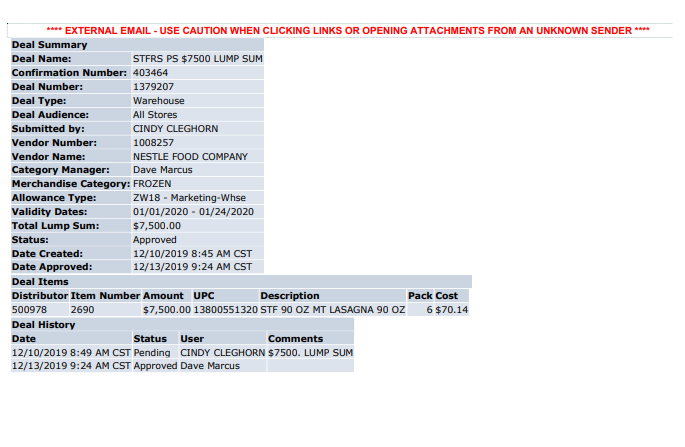 **** EXTERNAL EMAIL - USE CAUTION WHEN CLICKING LINKS OR OPENING ATTACHMENTS FROM AN UNKNOWN SENDER ****
Deal Summary
Deal Name: STFRS PS $7500 LUMP SUM
Confirmation Number: 403464
Deal Number: 1379207
Deal Type: Warehouse
Deal Audience: All Stores
Submitted by: CINDY CLEGHORN
Vendor Number: 1008257
Vendor Name: NESTLE FOOD COMPANY
Category Manager: Dave Marcus
Merchandise Category: FROZEN
Allowance Type: ZW18 - Marketing-Whse
Validity Dates: 01/01/2020 - 01/24/2020
Total Lump Sum: $7,500.00
Status: Approved
Date Created: 12/10/2019 8:45 AM CST
Date Approved: 12/13/2019 9:24 AM CST
Deal Items
Distributor Item Number Amount UPC Description Pack Cost
500978 2690 $7,500.00 13800551320 STF 90 OZ MT LASAGNA 90 OZ 6 $70.14
Deal History
Date Status User Comments
12/10/2019 8:49 AM CST Pending CINDY CLEGHORN $7500. LUMP SUM
12/13/2019 9:24 AM CST Approved Dave Marcus